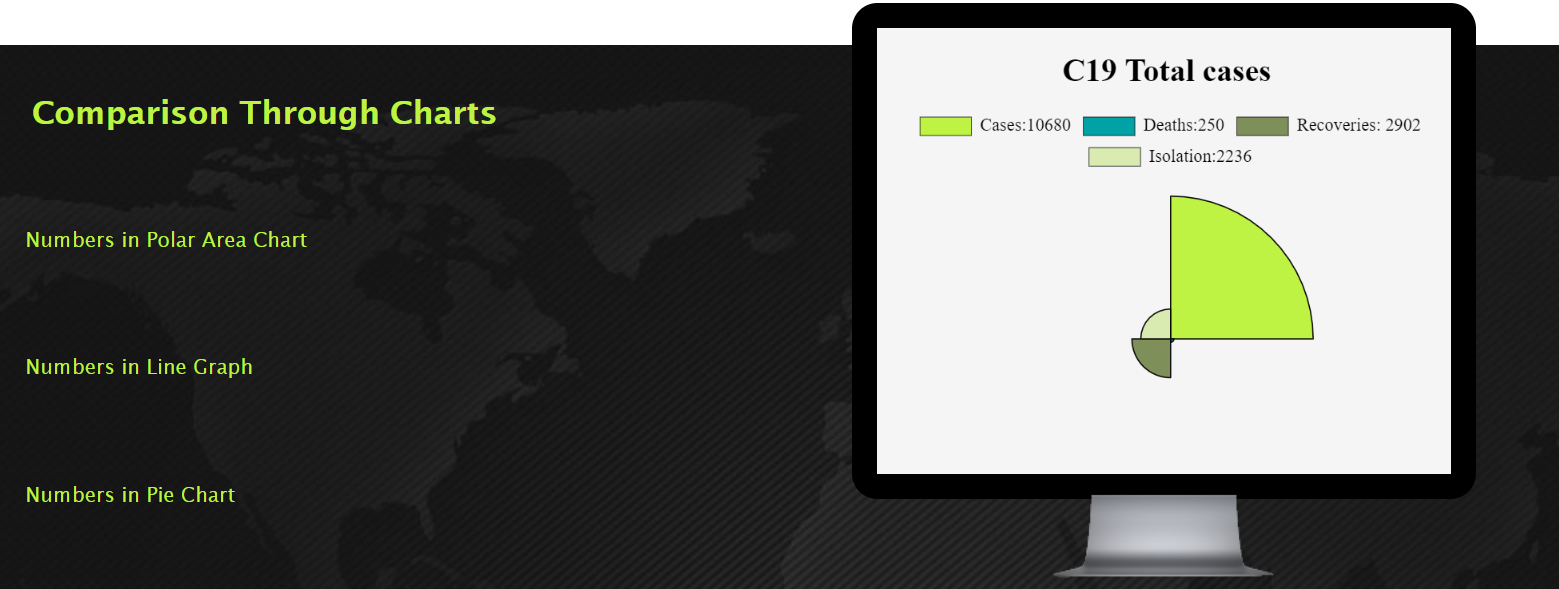 Comparison Through Charts
Numbers in Polar Area Chart
Numbers in Line Graph
Numbers in Pie Chart
C19 Total cases
Cases:10680 Deaths:250 Recoveries: 2902
Isolation:2236